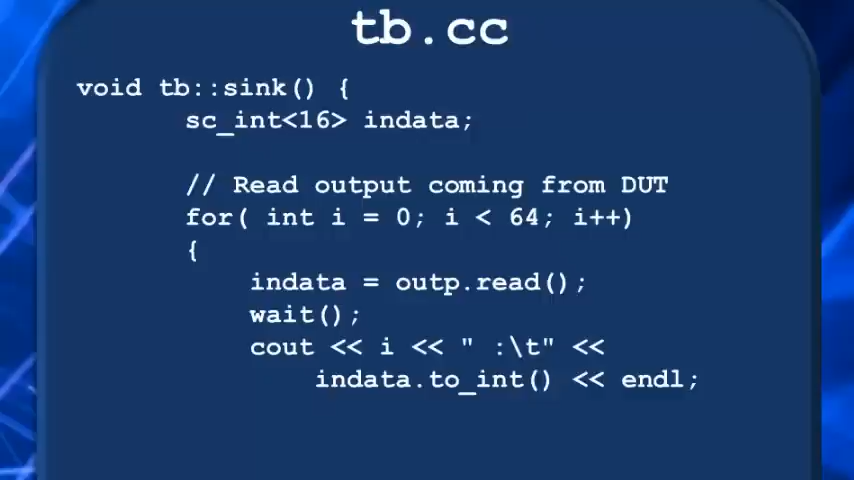 tb.cc
void tb::sink() {
sc_int<16> indata;
// Read output coming from DUT
for( int i = 0; i < 64; i++)
{
indata = outp.read();
wait();
cout << i << " :\t" <<
indata.to_int() << endl;